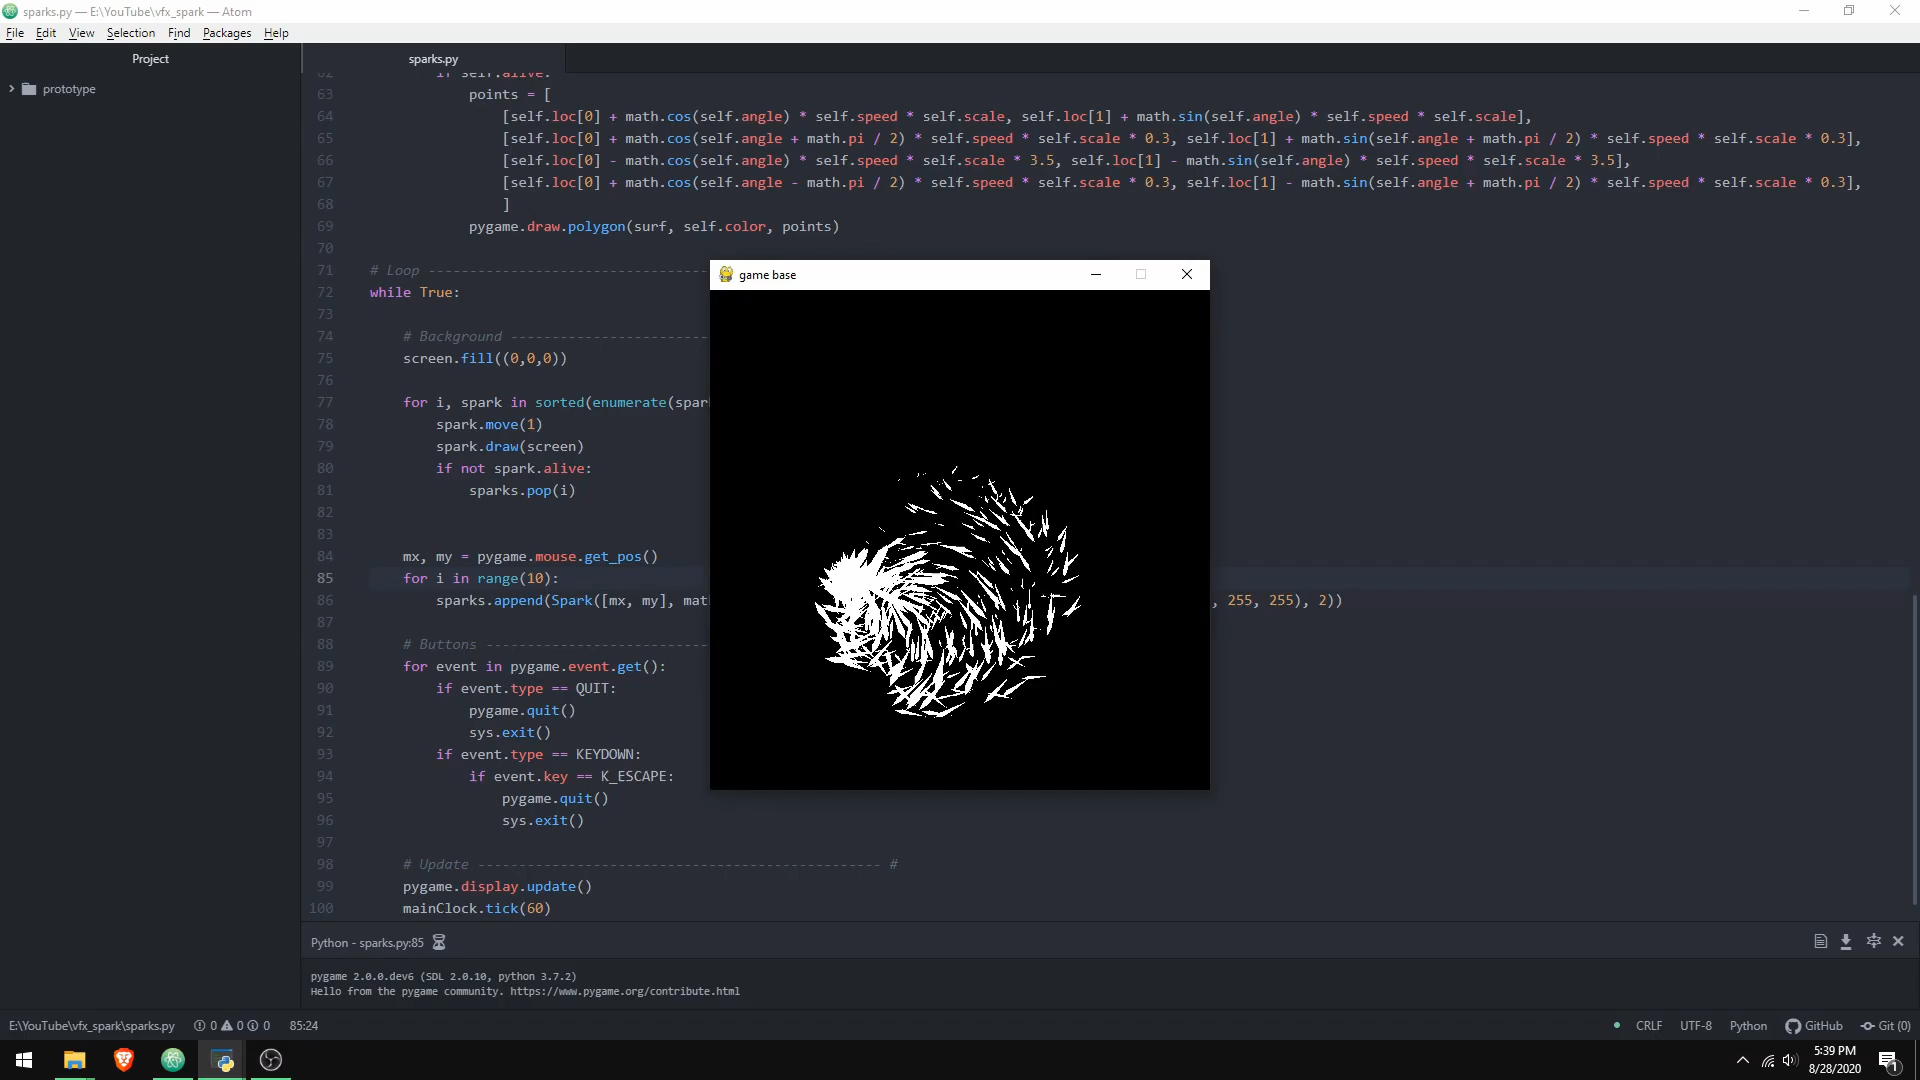 sparks.py — E:\YouTube\vfx_spark — Atom
File Edit View Selection Find Packages Help
Project
prototype
sparks.py
62 if self.alive:
63 points = [
64 [self.loc[0] + math.cos(self.angle) * self.speed * self.scale, self.loc[1] + math.sin(self.angle) * self.speed * self.scale],
65 [self.loc[0] + math.cos(self.angle + math.pi / 2) * self.speed * self.scale * 0.3, self.loc[1] + math.sin(self.angle + math.pi / 2) * self.speed * self.scale * 0.3],
66 [self.loc[0] - math.cos(self.angle) * self.speed * self.scale * 3.5, self.loc[1] - math.sin(self.angle) * self.speed * self.scale * 3.5],
67 [self.loc[0] + math.cos(self.angle - math.pi / 2) * self.speed * self.scale * 0.3, self.loc[1] - math.sin(self.angle + math.pi / 2) * self.speed * self.scale * 0.3],
68 ]
69 pygame.draw.polygon(surf, self.color, points)
70
71 # Loop ----------------------------------
72 while True:
73
74 # Background ------------------------
75 screen.fill((0,0,0))
76
77 for i, spark in sorted(enumerate(spar
78 spark.move(1)
79 spark.draw(screen)
80 if not spark.alive:
81 sparks.pop(i)
82
83
84 mx, my = pygame.mouse.get_pos()
85 for i in range(10):
86 sparks.append(Spark([mx, my], mat , 255, 255), 2))
87
88 # Buttons ---------------------------
89 for event in pygame.event.get():
90 if event.type == QUIT:
91 pygame.quit()
92 sys.exit()
93 if event.type == KEYDOWN:
94 if event.key == K_ESCAPE:
95 pygame.quit()
96 sys.exit()
97
98 # Update ------------------------------------------------- #
99 pygame.display.update()
100 mainClock.tick(60)
game base
Python - sparks.py:85
pygame 2.0.0.dev6 (SDL 2.0.10, python 3.7.2)
Hello from the pygame community. https://www.pygame.org/contribute.html
E:\YouTube\vfx_spark\sparks.py 0 0 0 85:24 CRLF UTF-8 Python GitHub Git (0)
5:39 PM
8/28/2020
1